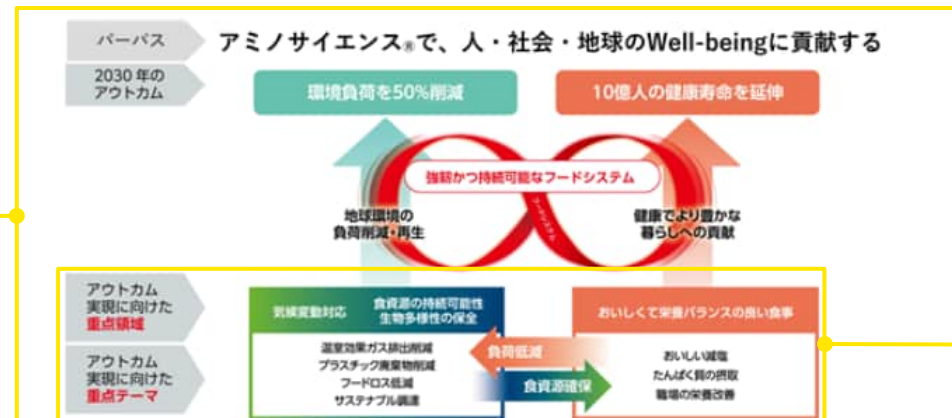 パーパス
アミノサイエンス®で、人・社会・地球のWell-beingに貢献する
2030年の
アウトカム
環境負荷を50%削減
10億人の健康寿命を延伸
強靭かつ持続可能なフードシステム
フードシステム
地球環境の
負荷削減・再生
健康でより豊かな
暮らしへの貢献
アウトカム
実現に向けた
重点領域
気候変動対応
食資源の持続可能性
生物多様性の保全
おいしくて栄養バランスの良い食事
アウトカム
実現に向けた
重点テーマ
温室効果ガス排出削減
プラスチック廃棄物削減
フードロス低減
サステナブル調達
負荷低減
食資源確保
おいしい減塩
たんぱく質の摂取
職場の栄養改善